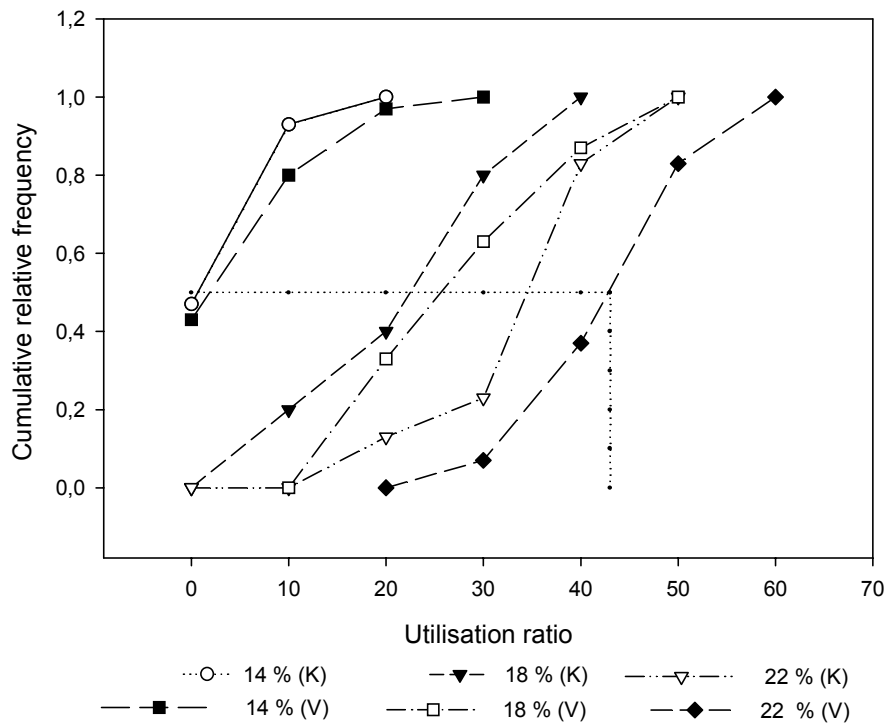 1,2
1,0
0,8
0,6
0,4
0,2
0,0
Cumulative relative frequency
0 10 20 30 40 50 60 70
Utilisation ratio
14 % (K) 18 % (K) 22 % (K)
14 % (V) 18 % (V) 22 % (V)